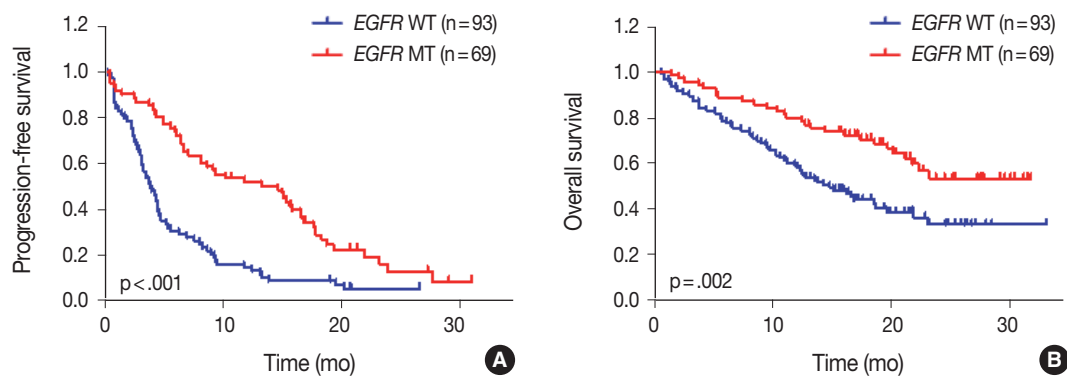 EGFR WT (n=93)
EGFR MT (n=69)
1.2
1.0
0.8
0.6
0.4
0.2
0.0
Progression-free survival
p<.001
0
10
20
30
Time (mo)
A
EGFR WT (n=93)
EGFR MT (n=69)
1.2
1.0
0.8
0.6
0.4
0.2
0.0
Overall survival
p=.002
0
10
20
30
Time (mo)
B